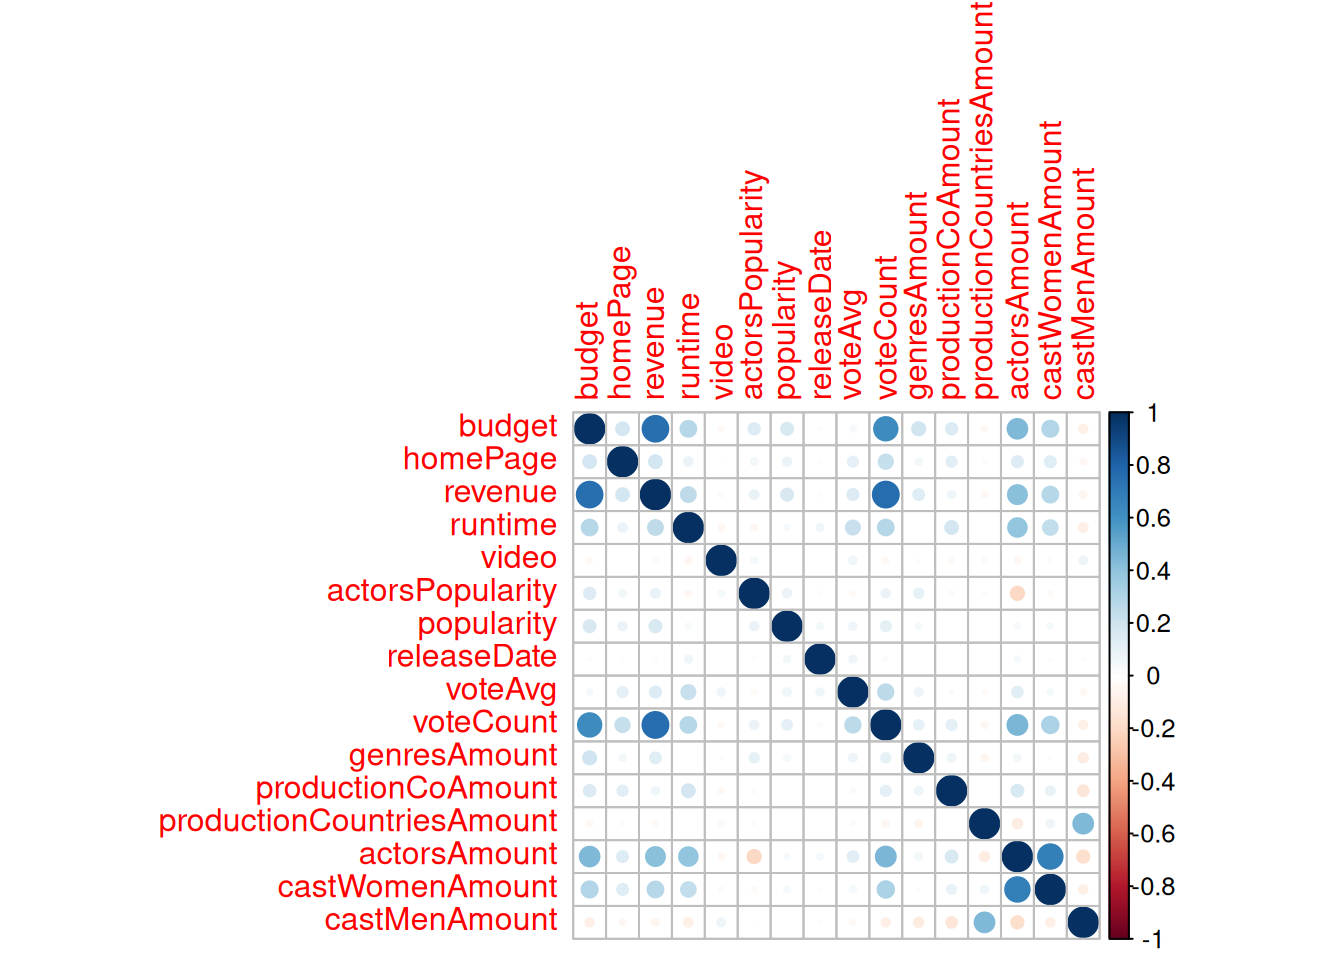 budget
homePage
revenue
runtime
video
actorsPopularity
popularity
releaseDate
voteAvg
voteCount
genresAmount
productionCoAmount
productionCountriesAmount
actorsAmount
castWomenAmount
castMenAmount
budget
homePage
revenue
runtime
video
actorsPopularity
popularity
releaseDate
voteAvg
voteCount
genresAmount
productionCoAmount
productionCountriesAmount
actorsAmount
castWomenAmount
castMenAmount
1
0.8
0.6
0.4
0.2
0
-0.2
-0.4
-0.6
-0.8
-1